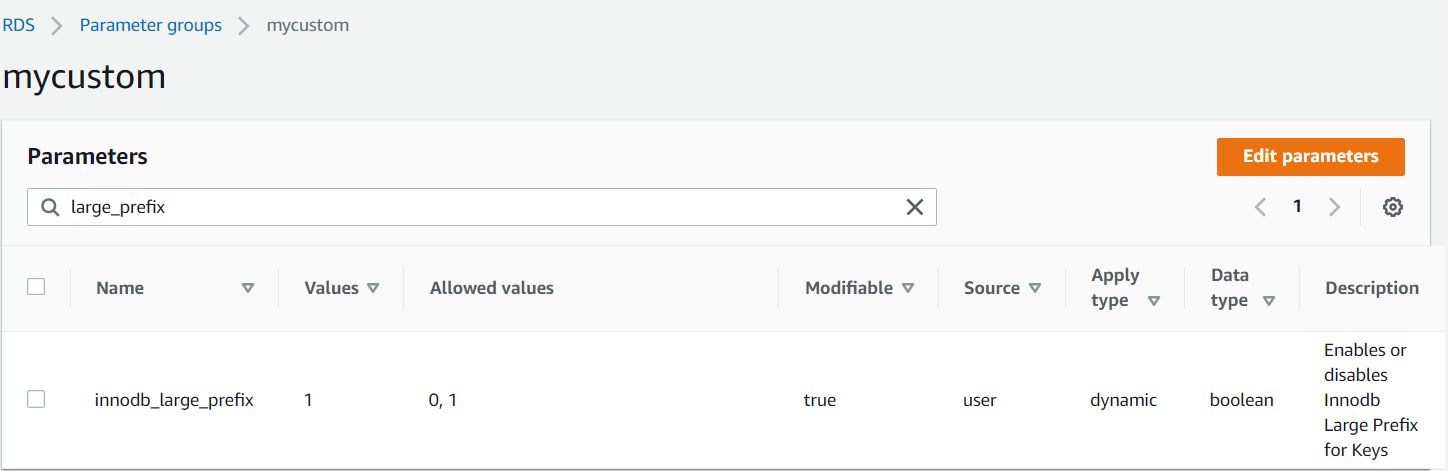 RDS Parameter groups mycustom
mycustom
Parameters
Edit parameters
large_prefix
1
Name Values Allowed values Modifiable Source Apply type Data type Description
innodb_large_prefix 1 0, 1 true user dynamic boolean Enables or
disables
Innodb
Large Prefix
for Keys